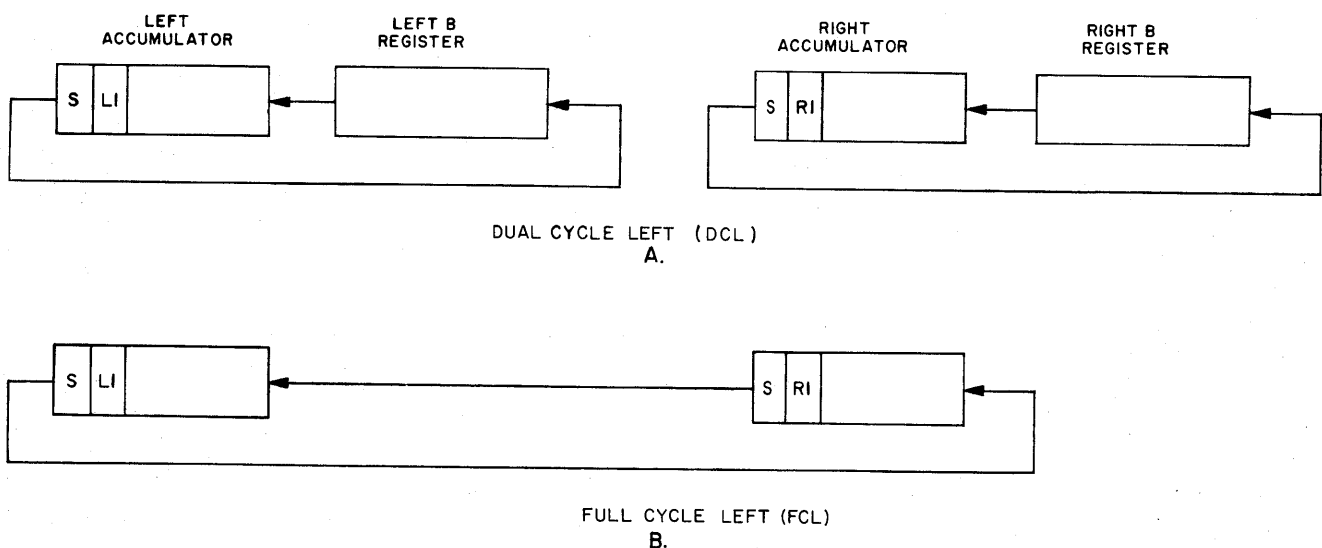 LEFT
ACCUMULATOR
LEFT B
REGISTER
RIGHT
ACCUMULATOR
RIGHT B
REGISTER
S LI
S RI
DUAL CYCLE LEFT (DCL)
A.
S LI
S RI
FULL CYCLE LEFT (FCL)
B.